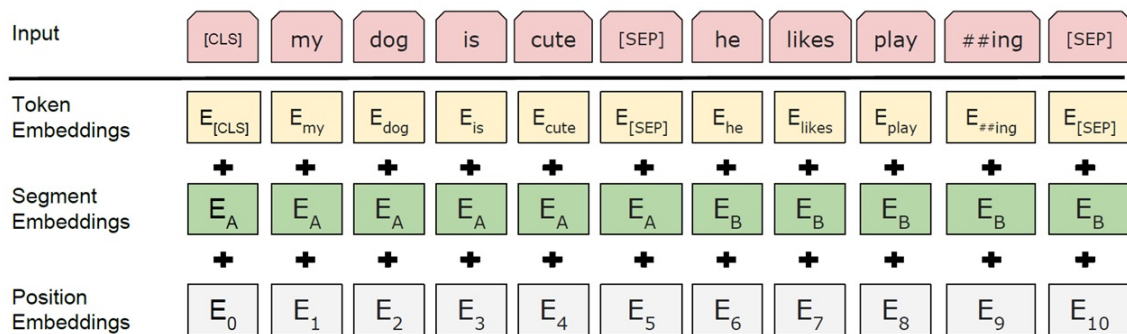 Input [CLS] my dog is cute [SEP] he likes play ##ing [SEP]
Token Embeddings E[CLS] Emy Edog Eis Ecute E[SEP] Ehe Elikes Eplay E##ing E[SEP]
+ + + + + + + + + + +
Segment Embeddings EA EA EA EA EA EA EB EB EB EB EB
+ + + + + + + + + + +
Position Embeddings E0 E1 E2 E3 E4 E5 E6 E7 E8 E9 E10